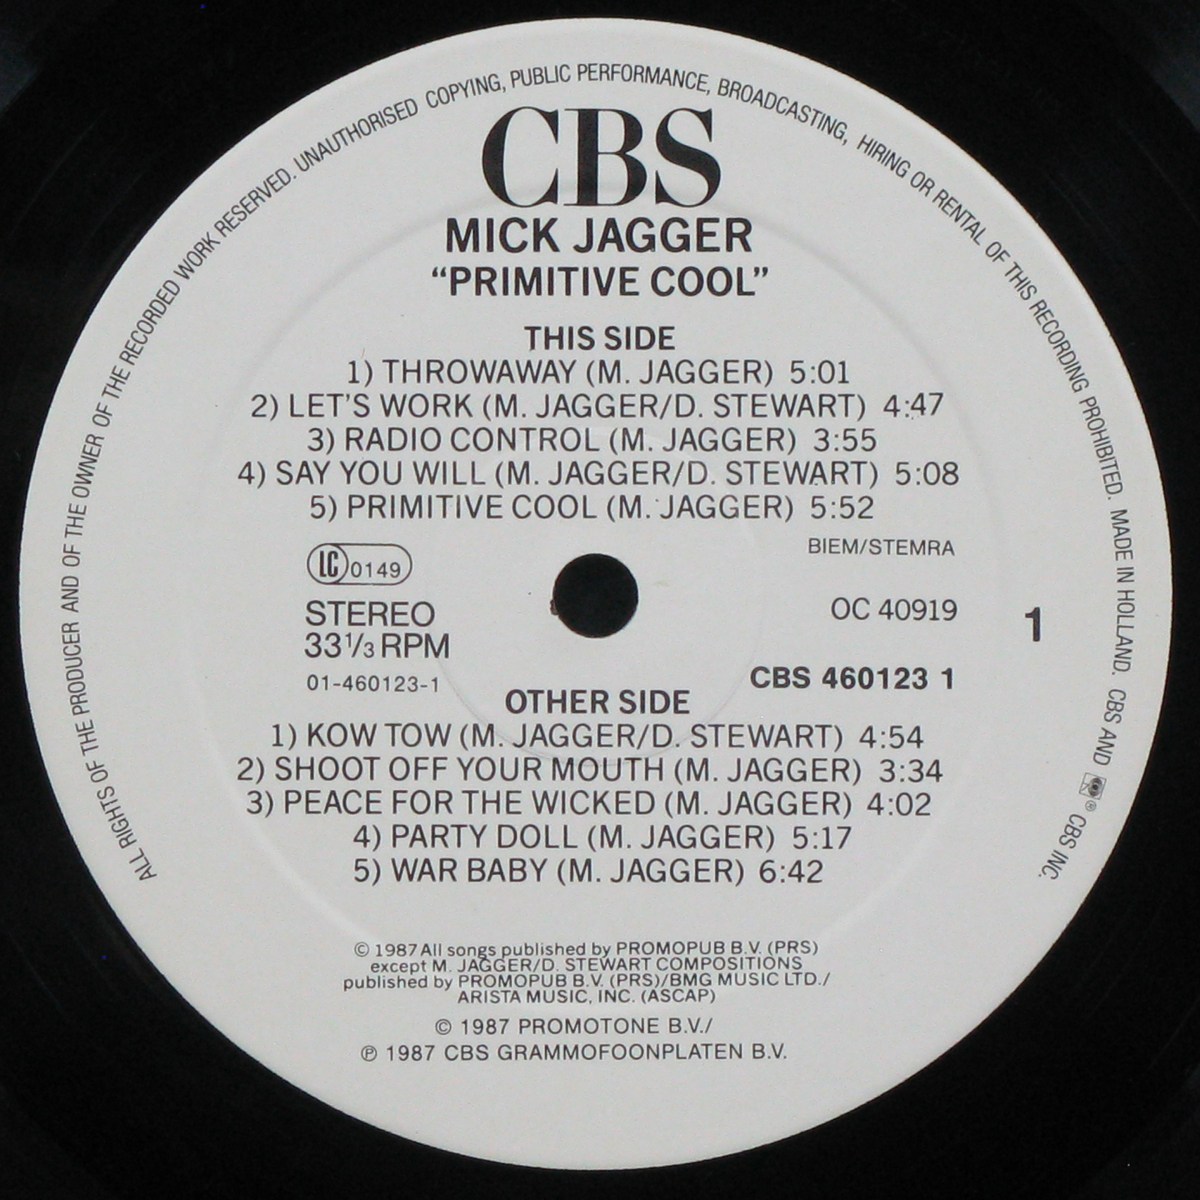 ALL RIGHTS OF THE PRODUCER AND OF THE OWNER OF THE RECORDED WORK RESERVED. UNAUTHORISED COPYING, PUBLIC PERFORMANCE, BROADCASTING, HIRING OR RENTAL OF THIS RECORDING PROHIBITED. MADE IN HOLLAND. CBS AND ® CBS INC.
CBS
MICK JAGGER
“PRIMITIVE COOL”
THIS SIDE
1) THROWAWAY (M. JAGGER) 5:01
2) LET'S WORK (M. JAGGER/D. STEWART) 4:47
3) RADIO CONTROL (M. JAGGER) 3:55
4) SAY YOU WILL (M. JAGGER/D. STEWART) 5:08
5) PRIMITIVE COOL (M. JAGGER) 5:52
BIEM/STEMRA
LC 0149
STEREO
33⅓ RPM
01-460123-1
OC 40919
1
CBS 460123 1
OTHER SIDE
1) KOW TOW (M. JAGGER/D. STEWART) 4:54
2) SHOOT OFF YOUR MOUTH (M. JAGGER) 3:34
3) PEACE FOR THE WICKED (M. JAGGER) 4:02
4) PARTY DOLL (M. JAGGER) 5:17
5) WAR BABY (M. JAGGER) 6:42
© 1987 All songs published by PROMOPUB B.V. (PRS)
except M. JAGGER/D. STEWART COMPOSITIONS
published by PROMOPUB B.V. (PRS)/BMG MUSIC LTD./
ARISTA MUSIC, INC. (ASCAP)
© 1987 PROMOTONE B.V./
℗ 1987 CBS GRAMMOFOONPLATEN B.V.